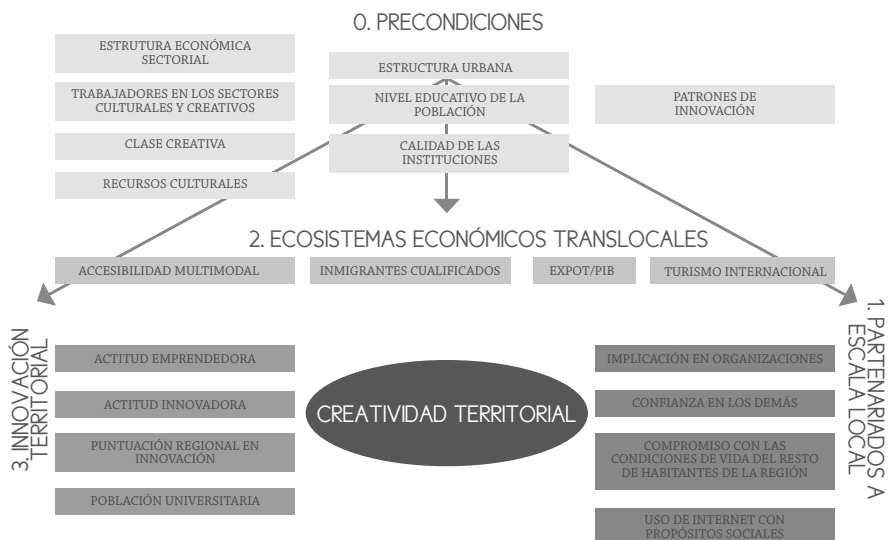 0. PRECONDICIONES
ESTRUTURA ECONÓMICA
SECTORIAL
TRABAJADORES EN LOS SECTORES
CULTURALES Y CREATIVOS
CLASE CREATIVA
RECURSOS CULTURALES
ESTRUCTURA URBANA
NIVEL EDUCATIVO DE LA
POBLACIÓN
CALIDAD DE LAS
INSTITUCIONES
PATRONES DE
INNOVACIÓN
2. ECOSISTEMAS ECONÓMICOS TRANSLOCALES
ACCESIBILIDAD MULTIMODAL
INMIGRANTES CUALIFICADOS
EXPOT/PIB
TURISMO INTERNACIONAL
3. INNOVACIÓN
TERRITORIAL
ACTITUD EMPRENDEDORA
ACTITUD INNOVADORA
PUNTUACIÓN REGIONAL EN
INNOVACIÓN
POBLACIÓN UNIVERSITARIA
CREATIVIDAD TERRITORIAL
IMPLICACIÓN EN ORGANIZACIONES
CONFIANZA EN LOS DEMÁS
COMPROMISO CON LAS
CONDICIONES DE VIDA DEL RESTO
DE HABITANTES DE LA REGIÓN
USO DE INTERNET CON
PROPÓSITOS SOCIALES
1. PARTENARIADOS A
ESCALA LOCAL